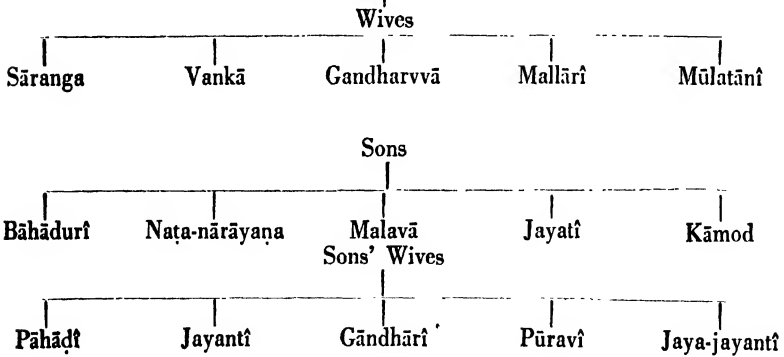 Wives
Sāranga Vankā Gandharvvā Mallārî Mūlatānî
Sons
Bāhādurî Naṭa-nārāyaṇa Malavā Jayatî Kāmod
Sons' Wives
Pāhāḍî Jayantî Gāndhārî Pūravî Jaya-jayantî